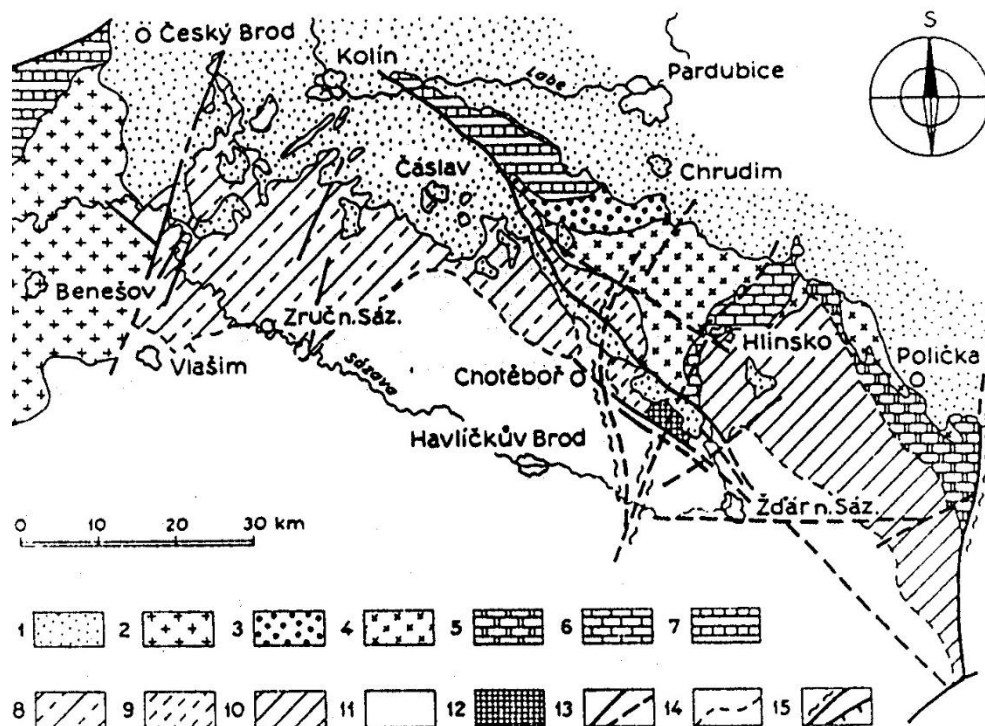 S
Český Brod
Kolín
Labe
Pardubice
Čáslav
Chrudim
Benešov
Zruč n. Sáz.
Hlinsko
Vlašim
Sázava
Chotěboř
Polička
Havlíčkův Brod
Žďár n. Sáz.
0 10 20 30 km
1 2 3 4 5 6 7
8 9 10 11 12 13 14 15